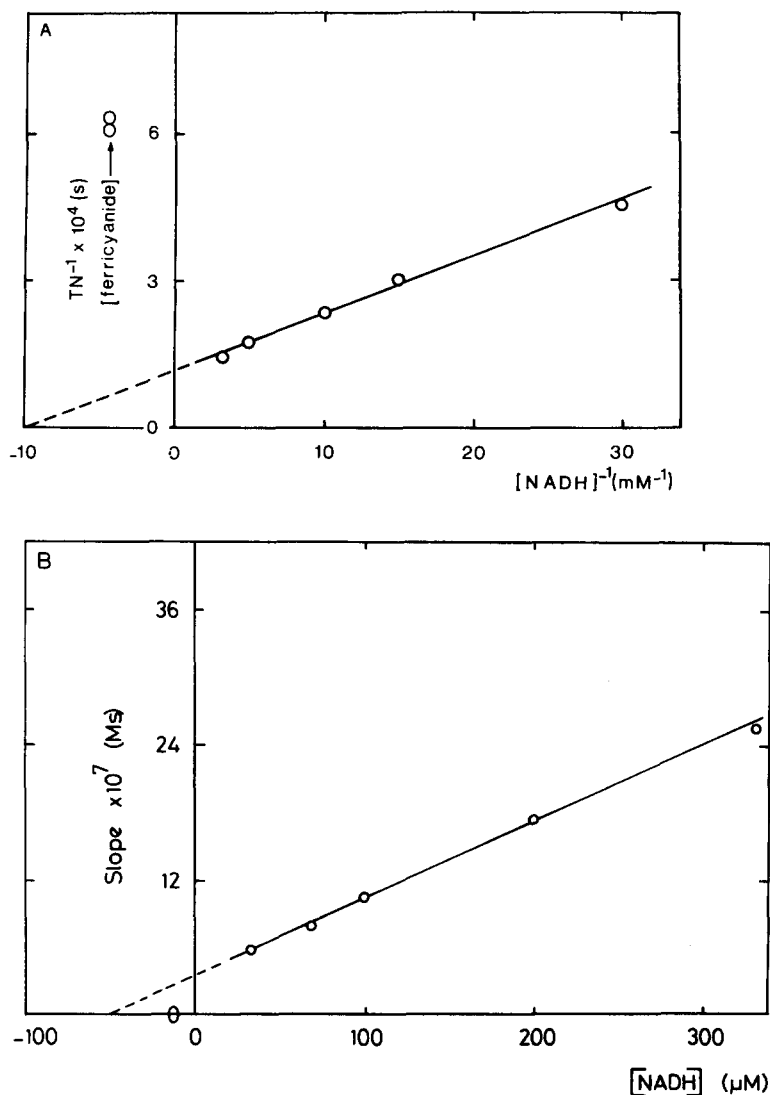 A
TN⁻¹ x 10⁴ (s)
[ferricyanide]→∞
6
3
0
-10
0
10
20
30
[NADH]⁻¹(mM⁻¹)
B
Slope x10⁷ (Ms)
36
24
12
0
-100
0
100
200
300
[NADH] (μM)